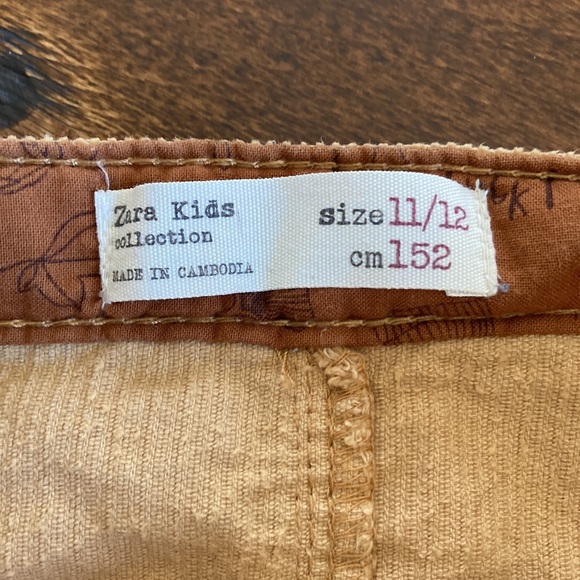 Zara Kids
collection
MADE IN CAMBODIA
size 11/12
cm 152